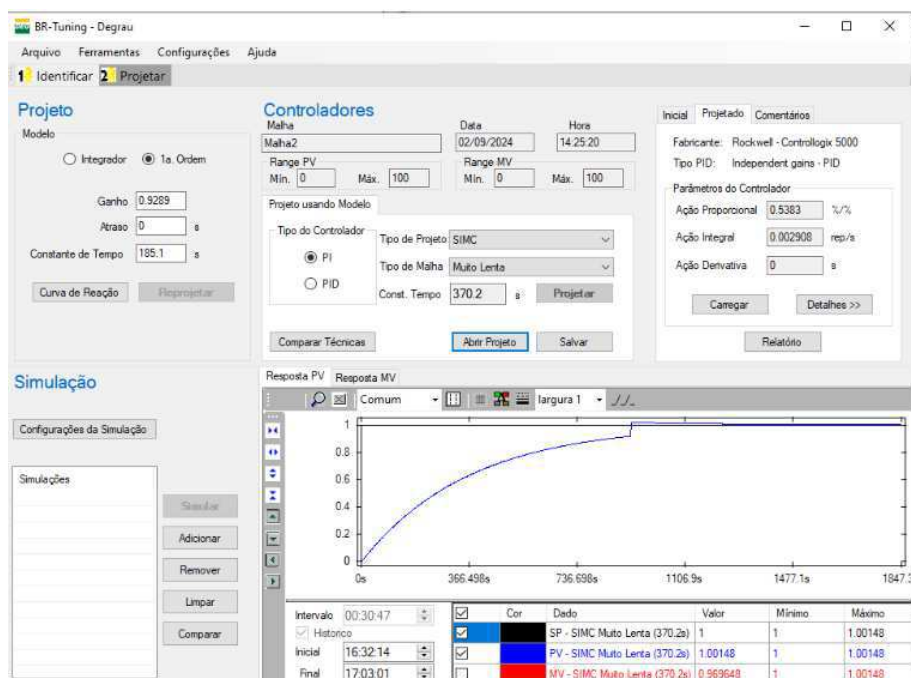 BR-Tuning - Degrau
Arquivo Ferramentas Configurações Ajuda
1 Identificar 2 Projetar
Projeto
Modelo
Integrador 1a. Ordem
Ganho 0.9289
Atraso 0 s
Constante de Tempo 185.1 s
Curva de Reação Reprojetar
Controladores
Malha Data Hora
Malha2 02/09/2024 14:25:20
Range PV Range MV
Mín. 0 Máx. 100 Mín. 0 Máx. 100
Projeto usando Modelo
Tipo do Controlador
PI
PID
Tipo de Projeto SIMC
Tipo de Malha Muito Lenta
Const. Tempo 370.2 s Projetar
Comparar Técnicas Abrir Projeto Salvar
Inicial Projetado Comentários
Fabricante: Rockwell - Controllogix 5000
Tipo PID: Independent gains - PID
Parâmetros do Controlador
Ação Proporcional 0.5383 %/%
Ação Integral 0.002908 rep/s
Ação Derivativa 0 s
Carregar Detalhes >>
Relatório
Simulação
Configurações da Simulação
Simulações
Simular
Adicionar
Remover
Limpar
Comparar
Resposta PV Resposta MV
Comum largura 1
1
0.8
0.6
0.4
0.2
0
0s 366.498s 736.698s 1106.9s 1477.1s 1847.3
Intervalo 00:30:47
Historico
Inicial 16:32:14
Final 17:03:01
Cor Dado Valor Mínimo Máximo
SP - SIMC Muito Lenta (370.2s) 1 1 1.00148
PV - SIMC Muito Lenta (370.2s) 1.00148 1 1.00148
MV - SIMC Muito Lenta (370.2s) 0.969648 1 1.00148